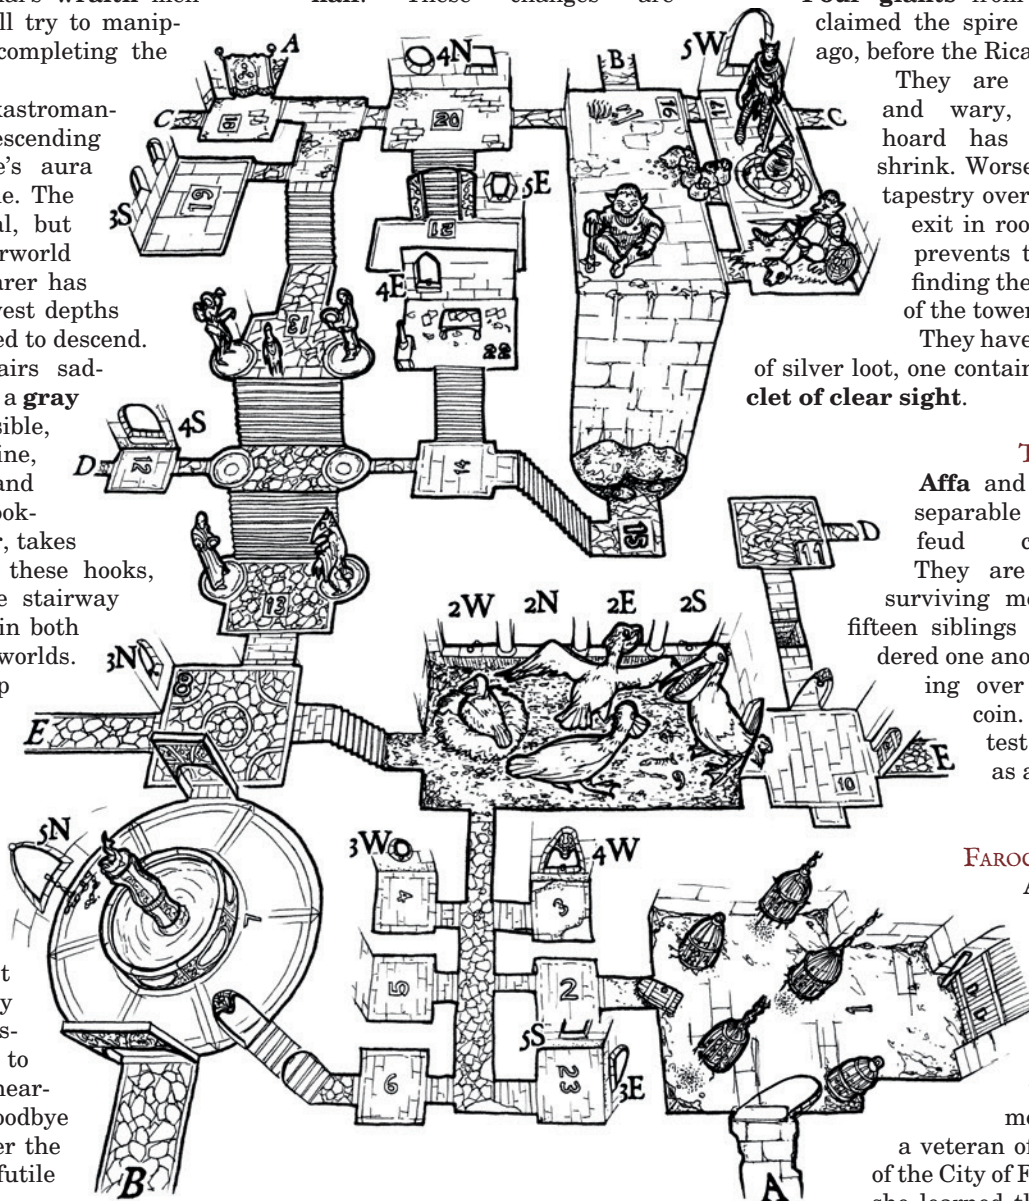 wraith
ll try to manip-
completing the
These changes are
Four giants from
claimed the spire
ago, before the Rica
They are
and wary,
hoard has
shrink. Worse
tapestry over
exit in roo
prevents t
finding the
of the tower
They have
of silver loot, one contain
clet of clear sight.
T
Affa and
separable
feud c
They are
surviving me
fifteen siblings
dered one ano
ing over
coin.
test
as a
FAROC
A
me
a veteran of
of the City of F
she learned th
xastroman-
escending
e's aura
e. The
al, but
rworld
arer has
vest depths
ed to descend.
airs sad-
a gray
sible,
ine,
and
ook-
r, takes
these hooks,
e stairway
in both
worlds.
p
t
y
s-
to
near-
oodbye
er the
futile
A
4N
B
5W
C
18
20
16
17
C
3S
19
5E
21
4E
13
22
4S
D
12
14
15
11
D
13
2W 2N 2E 2S
3N
8
E
9
10
E
5N
7
3W
4W
4
3
5
2
1
5S
6
23
3E
B
A